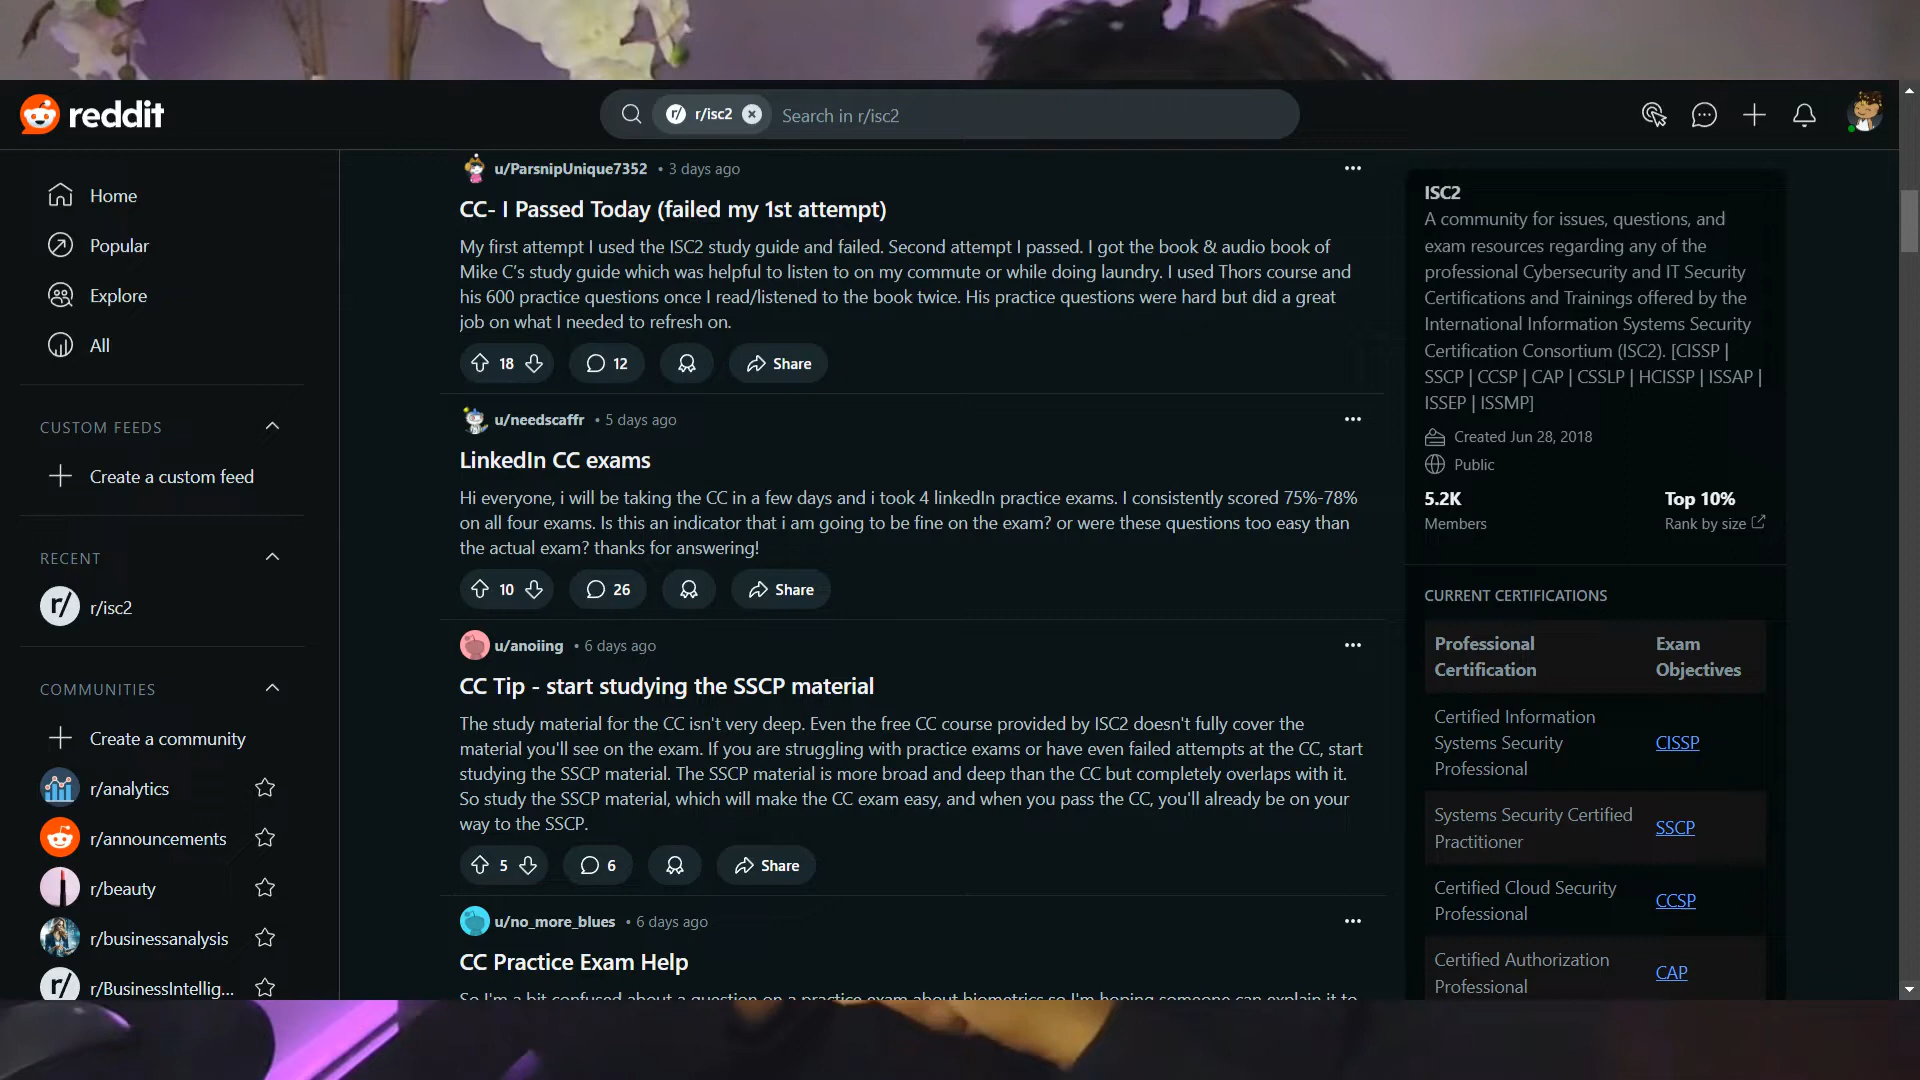 reddit
r/isc2
Search in r/isc2
Home
Popular
Explore
All
CUSTOM FEEDS
Create a custom feed
RECENT
r/isc2
COMMUNITIES
Create a community
r/analytics
r/announcements
r/beauty
r/businessanalysis
r/BusinessIntellig...
u/ParsnipUnique7352 • 3 days ago
CC- I Passed Today (failed my 1st attempt)
My first attempt I used the ISC2 study guide and failed. Second attempt I passed. I got the book & audio book of
Mike C's study guide which was helpful to listen to on my commute or while doing laundry. I used Thors course and
his 600 practice questions once I read/listened to the book twice. His practice questions were hard but did a great
job on what I needed to refresh on.
18
12
Share
u/needscaffr • 5 days ago
LinkedIn CC exams
Hi everyone, i will be taking the CC in a few days and i took 4 linkedIn practice exams. I consistently scored 75%-78%
on all four exams. Is this an indicator that i am going to be fine on the exam? or were these questions too easy than
the actual exam? thanks for answering!
10
26
Share
u/anoiing • 6 days ago
CC Tip - start studying the SSCP material
The study material for the CC isn't very deep. Even the free CC course provided by ISC2 doesn't fully cover the
material you'll see on the exam. If you are struggling with practice exams or have even failed attempts at the CC, start
studying the SSCP material. The SSCP material is more broad and deep than the CC but completely overlaps with it.
So study the SSCP material, which will make the CC exam easy, and when you pass the CC, you'll already be on your
way to the SSCP.
5
6
Share
u/no_more_blues • 6 days ago
CC Practice Exam Help
So I'm a bit confused about a question on a practice exam about biometrics so I'm hoping someone can explain it to
ISC2
A community for issues, questions, and
exam resources regarding any of the
professional Cybersecurity and IT Security
Certifications and Trainings offered by the
International Information Systems Security
Certification Consortium (ISC2). [CISSP |
SSCP | CCSP | CAP | CSSLP | HCISSP | ISSAP |
ISSEP | ISSMP]
Created Jun 28, 2018
Public
5.2K
Members
Top 10%
Rank by size
CURRENT CERTIFICATIONS
Professional
Certification
Exam
Objectives
Certified Information
Systems Security
Professional
CISSP
Systems Security Certified
Practitioner
SSCP
Certified Cloud Security
Professional
CCSP
Certified Authorization
Professional
CAP